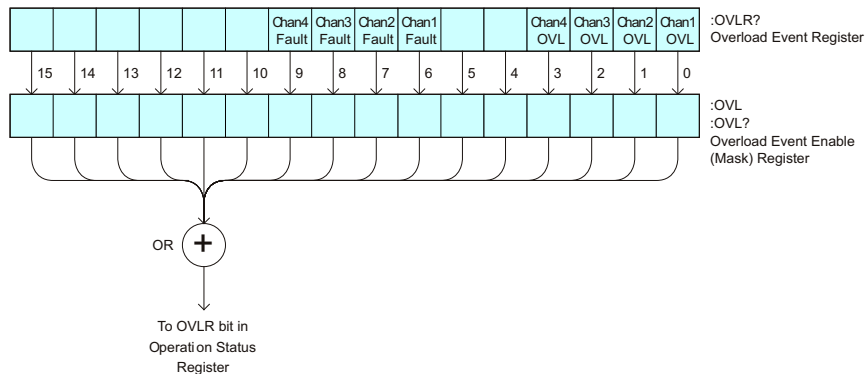 Chan4 Chan3 Chan2 Chan1 Chan4 Chan3 Chan2 Chan1
Fault Fault Fault Fault OVL OVL OVL OVL
:OVLR?
Overload Event Register
15 14 13 12 11 10 9 8 7 6 5 4 3 2 1 0
:OVL
:OVL?
Overload Event Enable
(Mask) Register
OR +
To OVLR bit in
Operation Status
Register